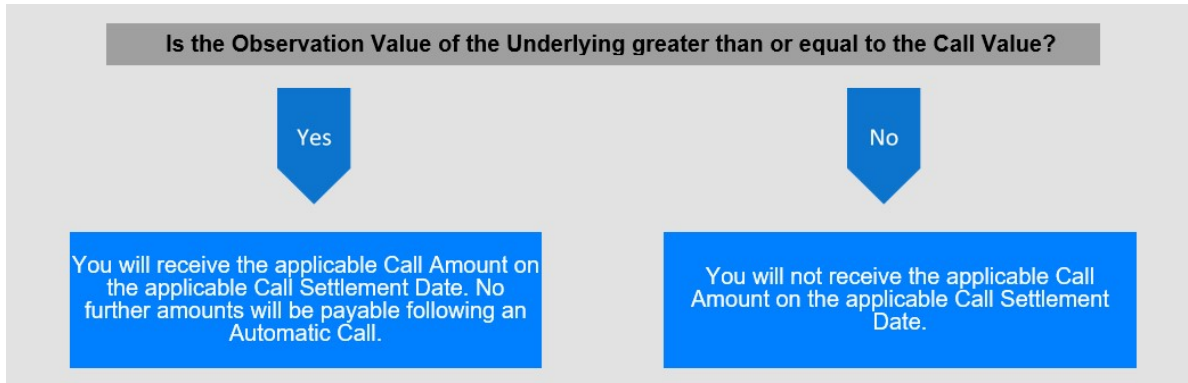 Is the Observation Value of the Underlying greater than or equal to the Call Value?
Yes
No
You will receive the applicable Call Amount on
the applicable Call Settlement Date. No
further amounts will be payable following an
Automatic Call.
You will not receive the applicable Call
Amount on the applicable Call Settlement
Date.